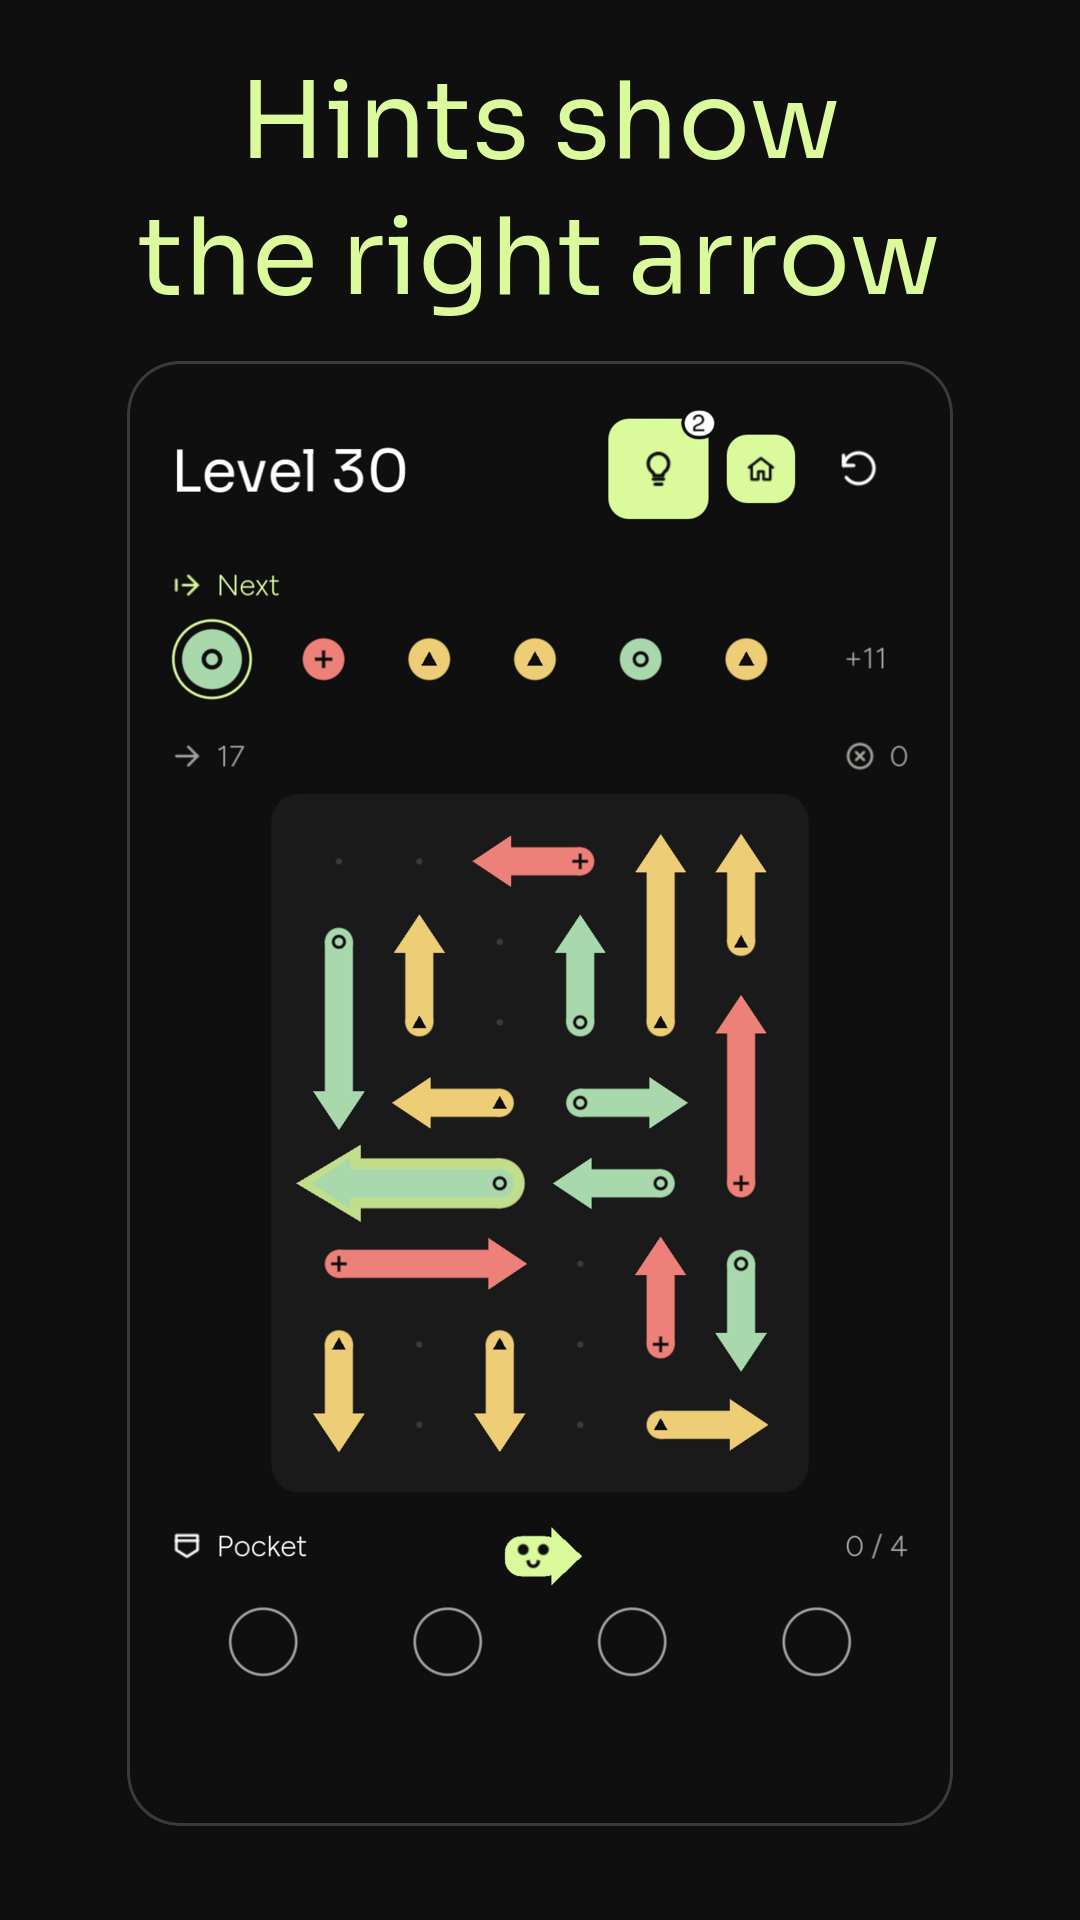 Hints show
the right arrow
Level 30
2
Next
+11
17
0
Pocket
0 / 4